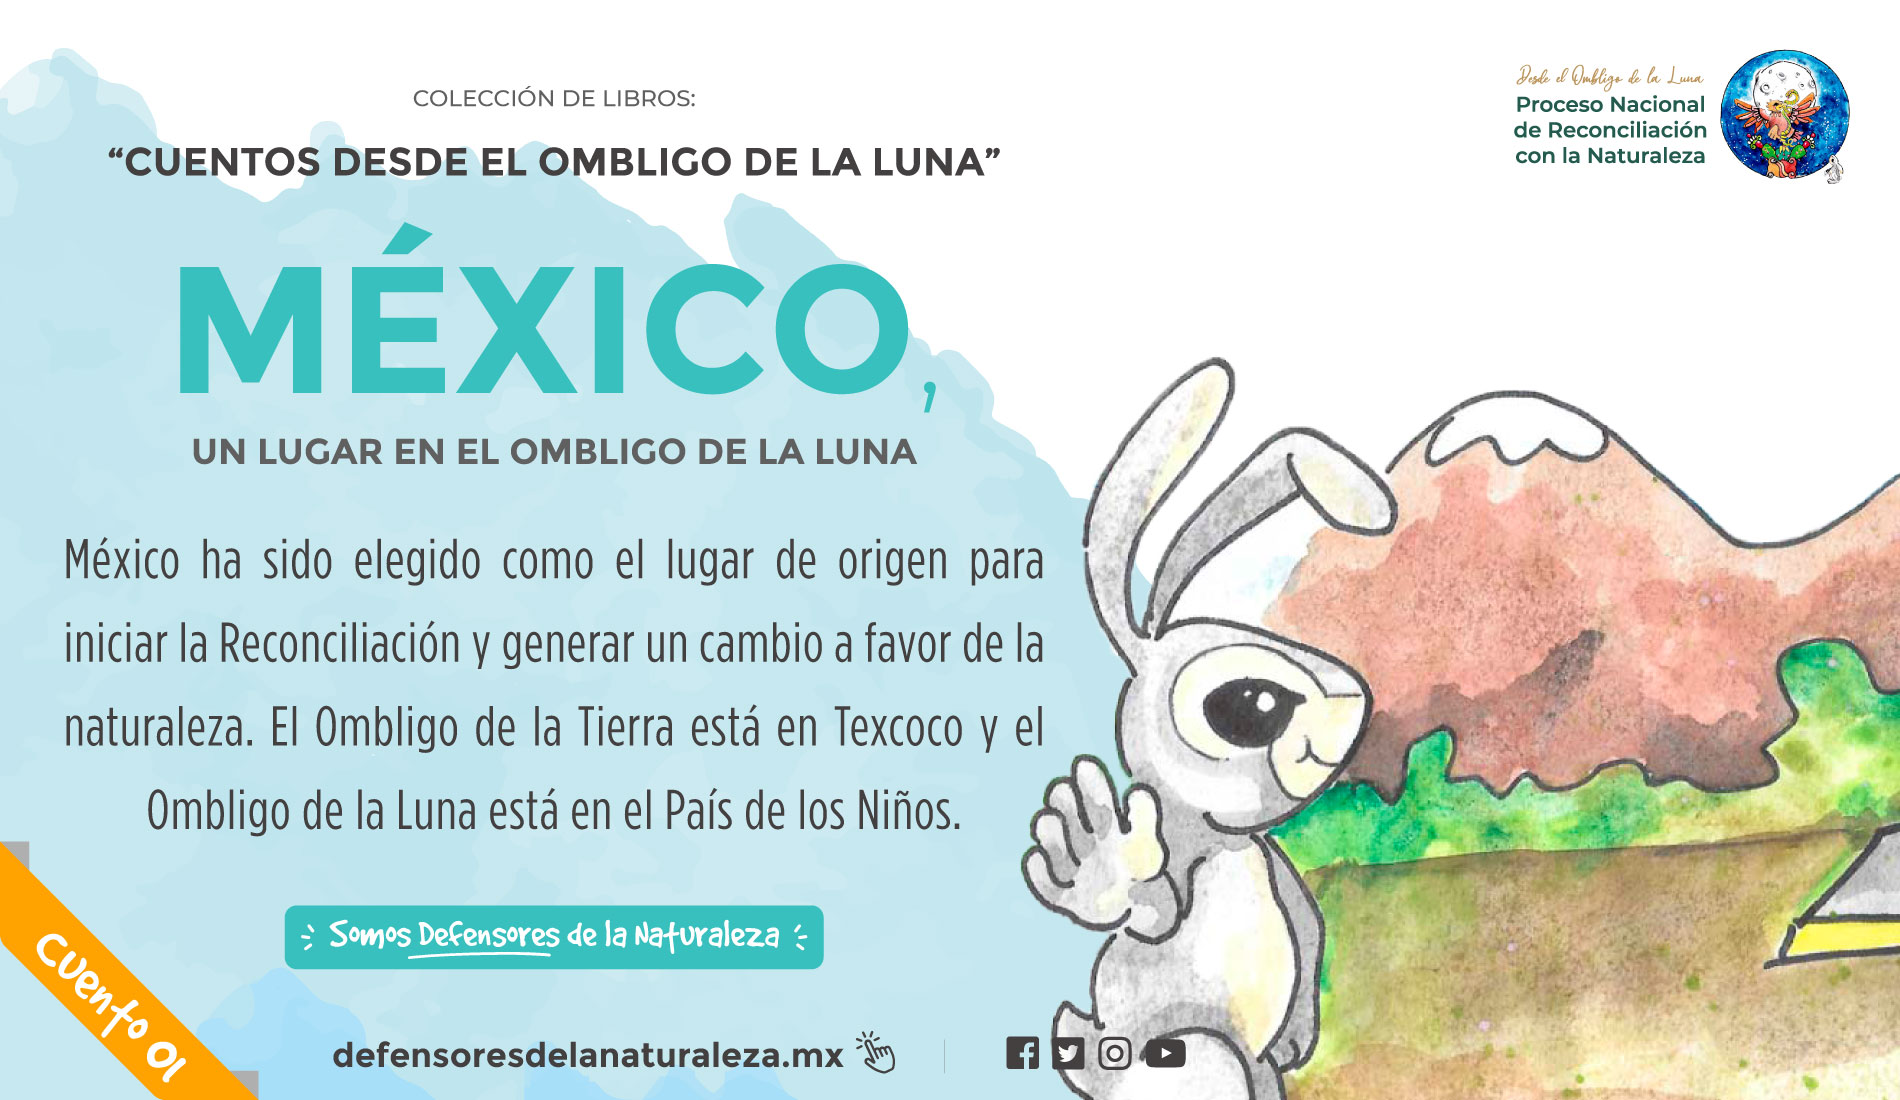 COLECCIÓN DE LIBROS:
“CUENTOS DESDE EL OMBLIGO DE LA LUNA”
MÉXICO,
UN LUGAR EN EL OMBLIGO DE LA LUNA
México ha sido elegido como el lugar de origen para
iniciar la Reconciliación y generar un cambio a favor de la
naturaleza. El Ombligo de la Tierra está en Texcoco y el
Ombligo de la Luna está en el País de los Niños.
Somos Defensores de la Naturaleza
Cuento 01
defensoresdelanaturaleza.mx
Desde el Ombligo de la Luna
Proceso Nacional
de Reconciliación
con la Naturaleza